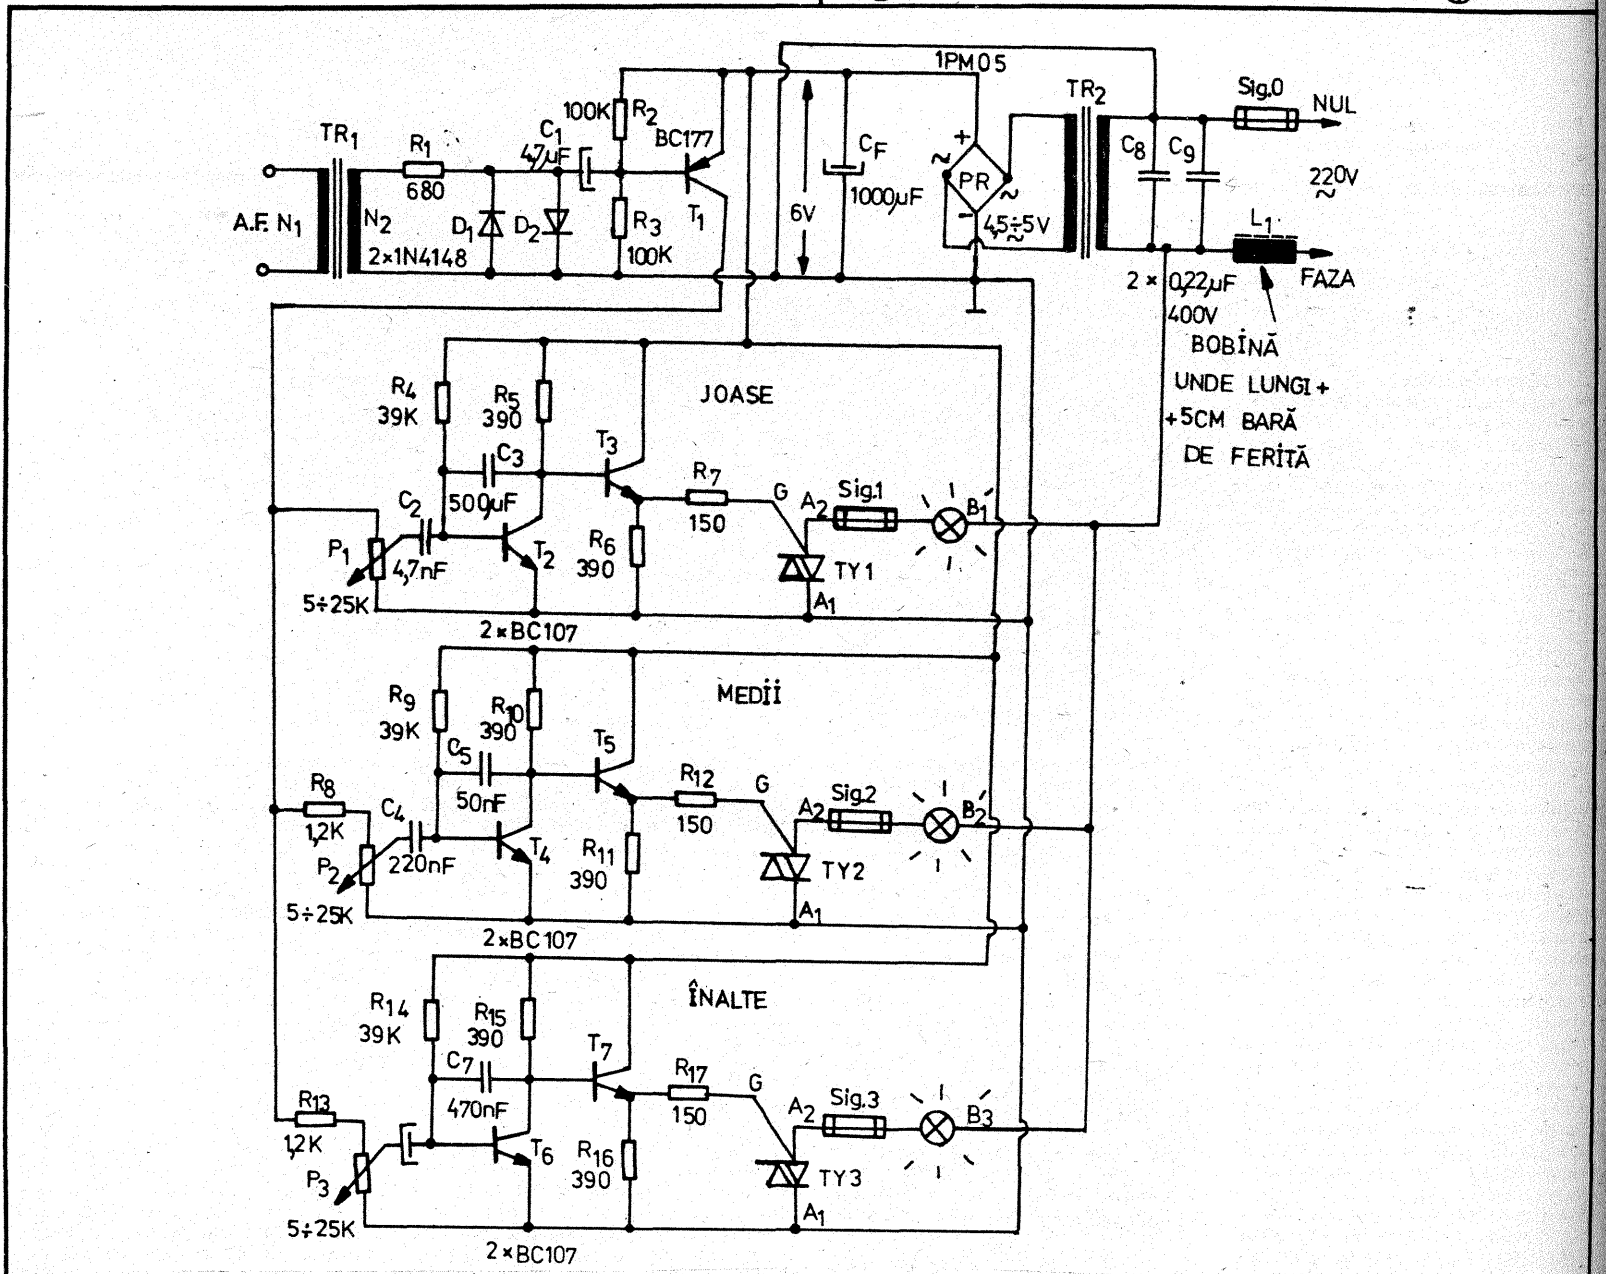 1PM05
TR2
Sig.0
NUL
100K
R2
TR1
R1
C1
4,7µF
BC177
CF
C8
C9
680
+
~
PR
~
-
1000µF
220V
~
A.F. N1
N2
D1
D2
R3
T1
6V
4,5÷5V
~
L1
2×1N4148
100K
2 × 0,22µF
400V
FAZA
BOBINĂ
UNDE LUNGI +
+5CM BARĂ
DE FERITĂ
R4
39K
R5
390
JOASE
C3
500µF
T3
R7
150
G
A2
Sig.1
B1
C2
4,7nF
P1
5÷25K
T2
R6
390
TY1
A1
2×BC107
R9
39K
R10
390
MEDII
C5
50nF
T5
R12
150
G
A2
Sig.2
B2
R8
1,2K
C4
220nF
P2
5÷25K
T4
R11
390
TY2
A1
2×BC107
R14
39K
R15
390
ÎNALTE
C7
470nF
T7
R17
150
G
A2
Sig.3
B3
R13
1,2K
P3
5÷25K
T6
R16
390
TY3
A1
2×BC107